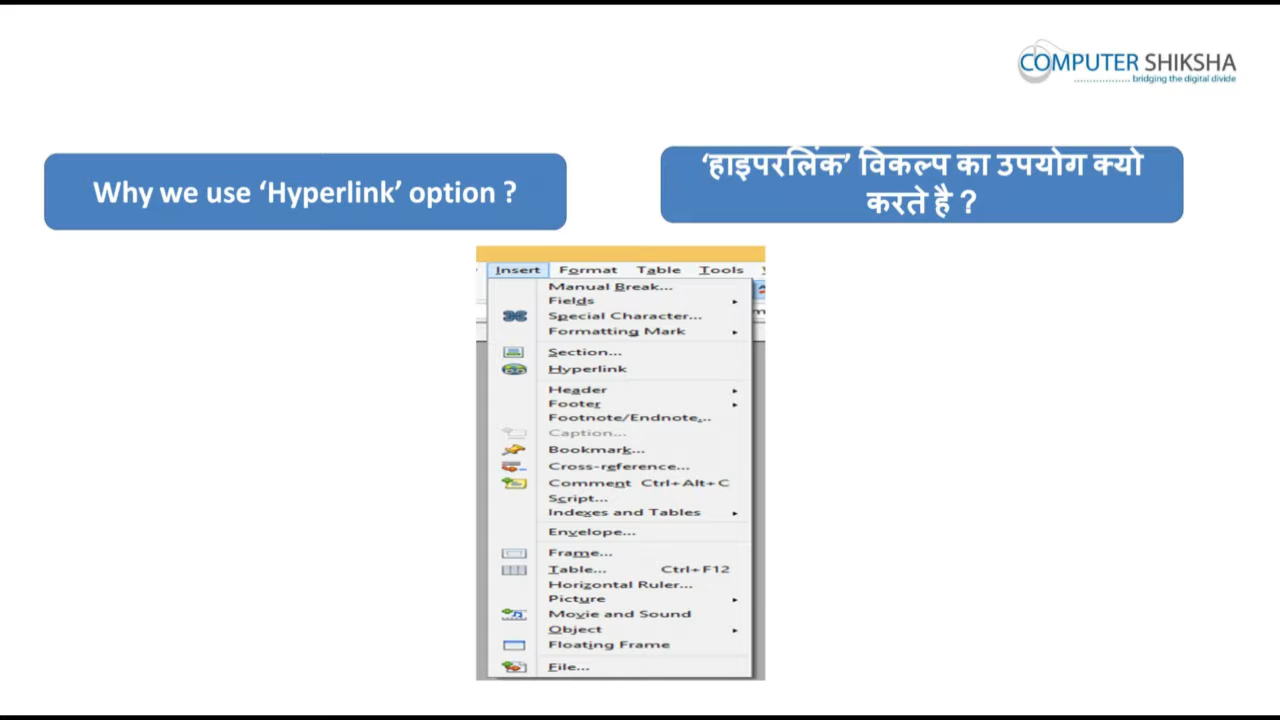 COMPUTER SHIKSHA
bridging the digital divide
Why we use ‘Hyperlink’ option ?
‘हाइपरलिंक’ विकल्प का उपयोग क्यो
करते है ?
Insert Format Table Tools
Manual Break...
Fields
Special Character...
Formatting Mark
Section...
Hyperlink
Header
Footer
Footnote/Endnote...
Caption...
Bookmark...
Cross-reference...
Comment Ctrl+Alt+C
Script...
Indexes and Tables
Envelope...
Frame...
Table... Ctrl+F12
Horizontal Ruler...
Picture
Movie and Sound
Object
Floating Frame
File...